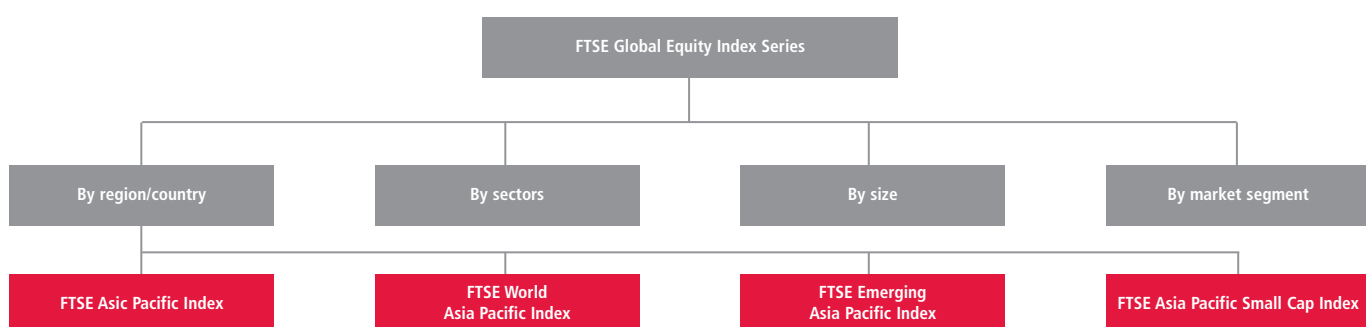 FTSE Global Equity Index Series
By region/country
By sectors
By size
By market segment
FTSE Asic Pacific Index
FTSE World
Asia Pacific Index
FTSE Emerging
Asia Pacific Index
FTSE Asia Pacific Small Cap Index